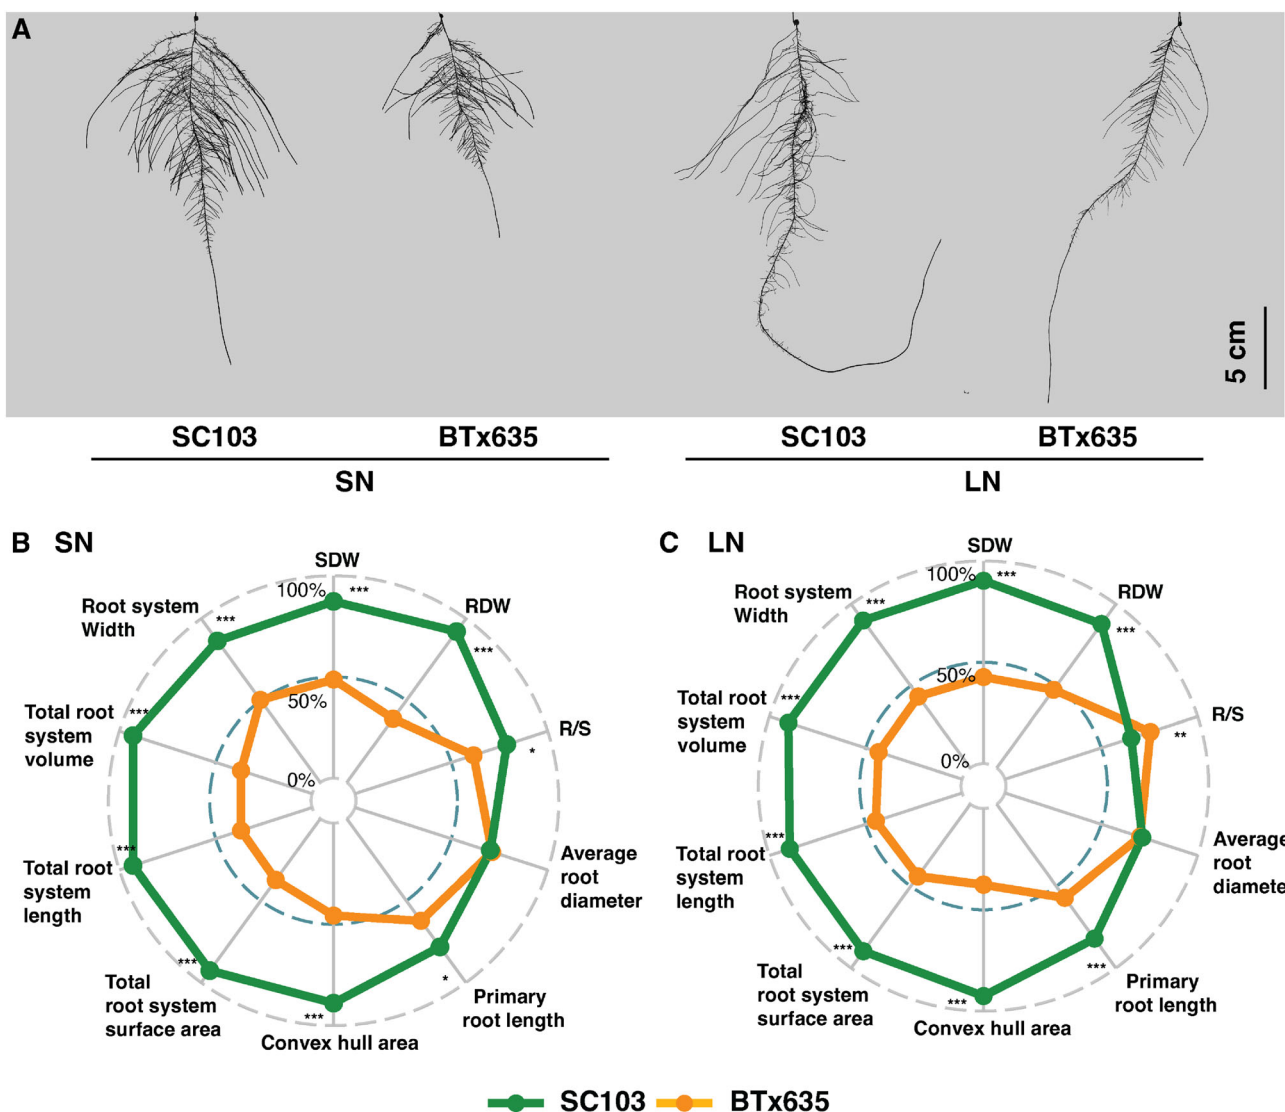 A
5 cm
SC103
BTx635
SC103
BTx635
SN
LN
B SN
SDW
100%
***
RDW
***
R/S
*
Average
root
diameter
Primary
root length
*
Convex hull area
***
Total
root system
surface area
***
Total root
system
length
***
Total root
system
volume
***
Root system
Width
***
50%
0%
C LN
SDW
100%
***
RDW
***
R/S
**
Average
root
diamete
Primary
root length
***
Convex hull area
***
Total
root system
surface area
***
Total root
system
length
***
Total root
system
volume
***
Root system
Width
***
50%
0%
SC103
BTx635